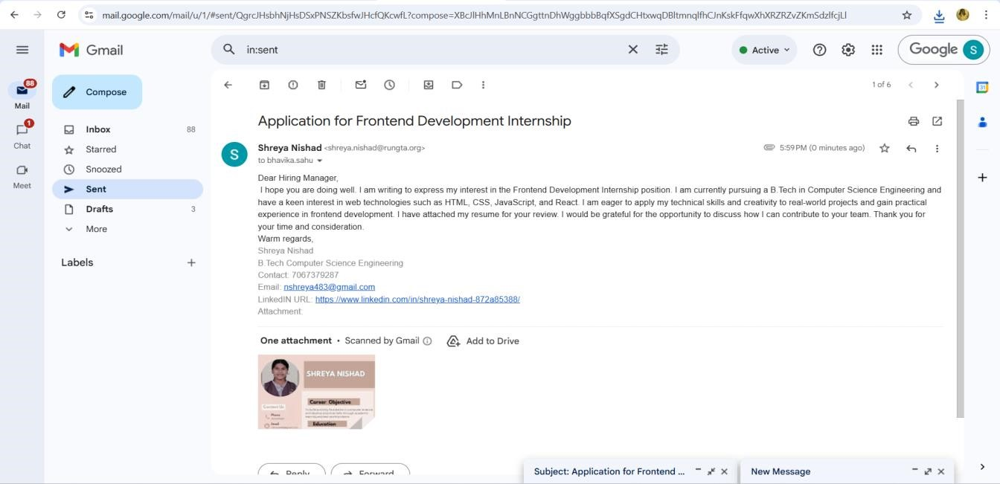 mail.google.com/mail/u/1/#sent/QgrcJHsbhNjHsDSxPNSZKbsfwJHcfQKcwfL?compose=XBcJlHhMnLBnNCGgttnDhWggbbbBqfXSgdCHtxwqDBltmnqlfhCJnKskFfqwXhXRZRZvZKmSdzlfcjLl
Gmail
in:sent
Active
Google
S
88
Mail
1
Chat
Meet
Compose
Inbox 88
Starred
Snoozed
Sent
Drafts 3
More
Labels
1 of 6
31
Application for Frontend Development Internship
S
Shreya Nishad <shreya.nishad@rungta.org>
5:59 PM (0 minutes ago)
to bhavika.sahu
Dear Hiring Manager,
I hope you are doing well. I am writing to express my interest in the Frontend Development Internship position. I am currently pursuing a B.Tech in Computer Science Engineering and
have a keen interest in web technologies such as HTML, CSS, JavaScript, and React. I am eager to apply my technical skills and creativity to real-world projects and gain practical
experience in frontend development. I have attached my resume for your review. I would be grateful for the opportunity to discuss how I can contribute to your team. Thank you for
your time and consideration.
Warm regards,
Shreya Nishad
B.Tech Computer Science Engineering
Contact: 7067379287
Email: nshreya483@gmail.com
LinkedIN URL: https://www.linkedin.com/in/shreya-nishad-872a85388/
Attachment:
One attachment • Scanned by Gmail
Add to Drive
SHREYA NISHAD
Career Objective
Contact Us
Phone
Email
Education
Reply
Forward
Subject: Application for Frontend ...
New Message